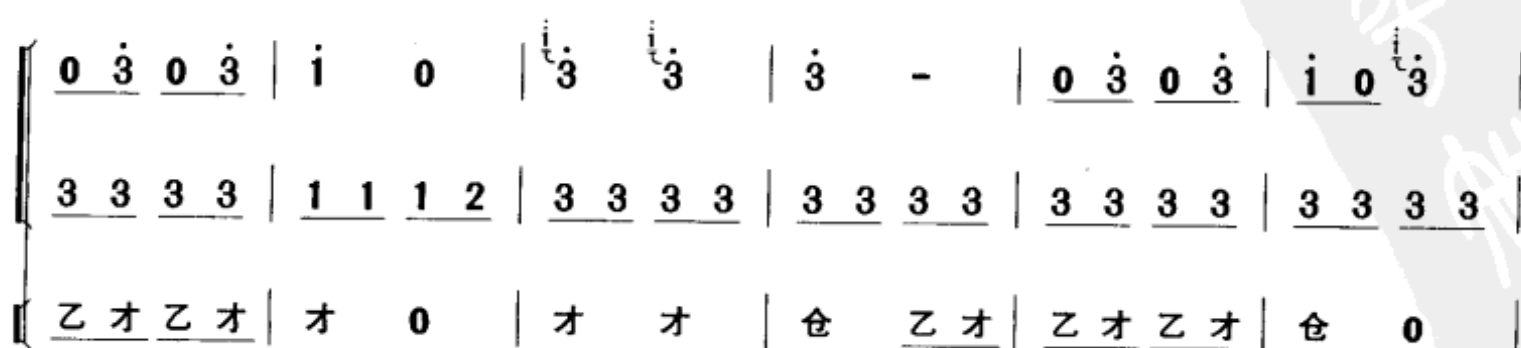 0 3̇ 0 3̇ | 1̇ 0 | i̇ 3̇ i̇ 3̇ | 3̇ - | 0 3̇ 0 3̇ | 1̇ 0 i̇ 3̇ |
3 3 3 3 | 1 1 1 2 | 3 3 3 3 | 3 3 3 3 | 3 3 3 3 | 3 3 3 3 |
乙 才 乙 才 | 才 0 | 才 才 | 仓 乙 才 | 乙 才 乙 才 | 仓 0 |